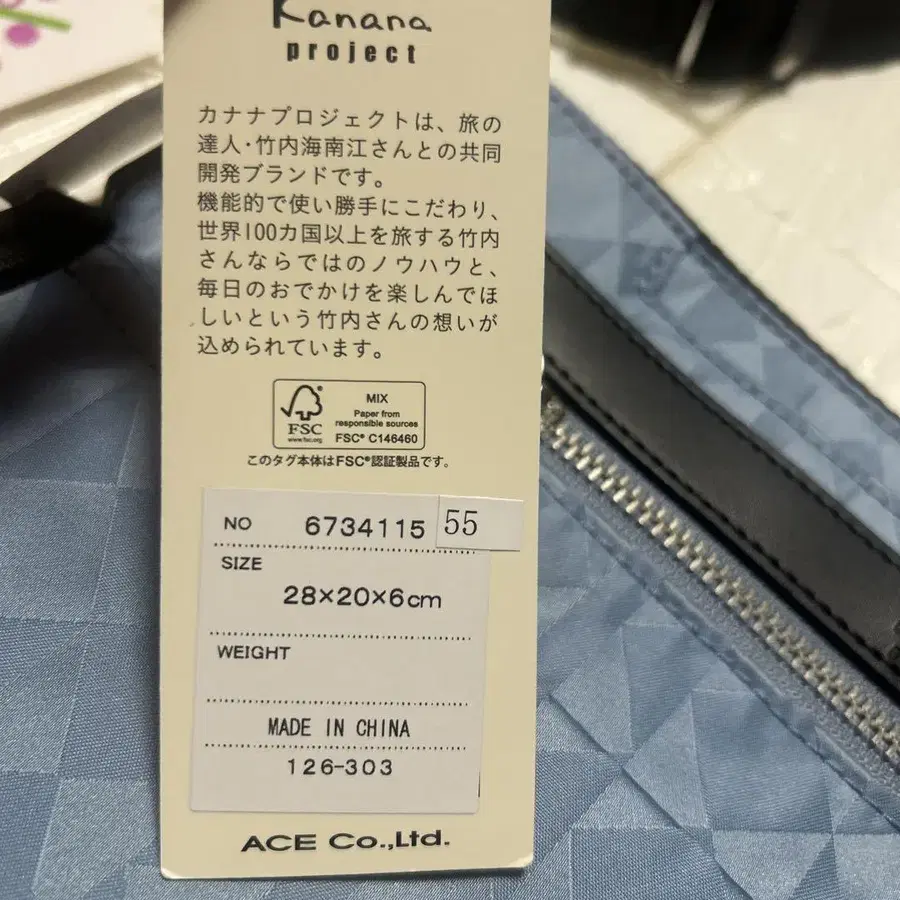 Kanana
project
カナナプロジェクトは、旅の
達人・竹内海南江さんとの共同
開発ブランドです。
機能的で使い勝手にこだわり、
世界100カ国以上を旅する竹内
さんならではのノウハウと、
毎日のおでかけを楽しんでほ
しいという竹内さんの想いが
込められています。
FSC
www.fsc.org
MIX
Paper from
responsible sources
FSC® C146460
このタグ本体はFSC®認証製品です。
NO 6734115 55
SIZE
28×20×6cm
WEIGHT
MADE IN CHINA
126-303
ACE Co.,Ltd.